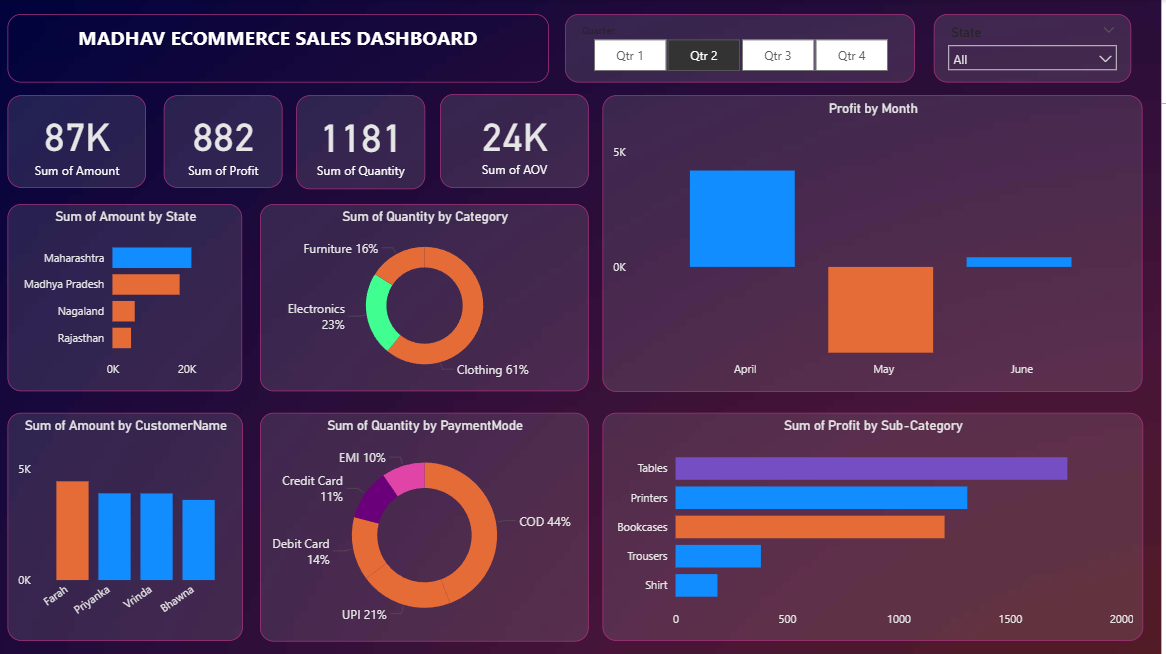 MADHAV ECOMMERCE SALES DASHBOARD
Quarter
Qtr 1
Qtr 2
Qtr 3
Qtr 4
State
All
87K
Sum of Amount
882
Sum of Profit
1181
Sum of Quantity
24K
Sum of AOV
Profit by Month
5K
0K
April
May
June
Sum of Amount by State
Maharashtra
Madhya Pradesh
Nagaland
Rajasthan
0K
20K
Sum of Quantity by Category
Furniture 16%
Electronics
23%
Clothing 61%
Sum of Amount by CustomerName
5K
0K
Farah
Priyanka
Vrinda
Bhawna
Sum of Quantity by PaymentMode
EMI 10%
Credit Card
11%
COD 44%
Debit Card
14%
UPI 21%
Sum of Profit by Sub-Category
Tables
Printers
Bookcases
Trousers
Shirt
0
500
1000
1500
2000